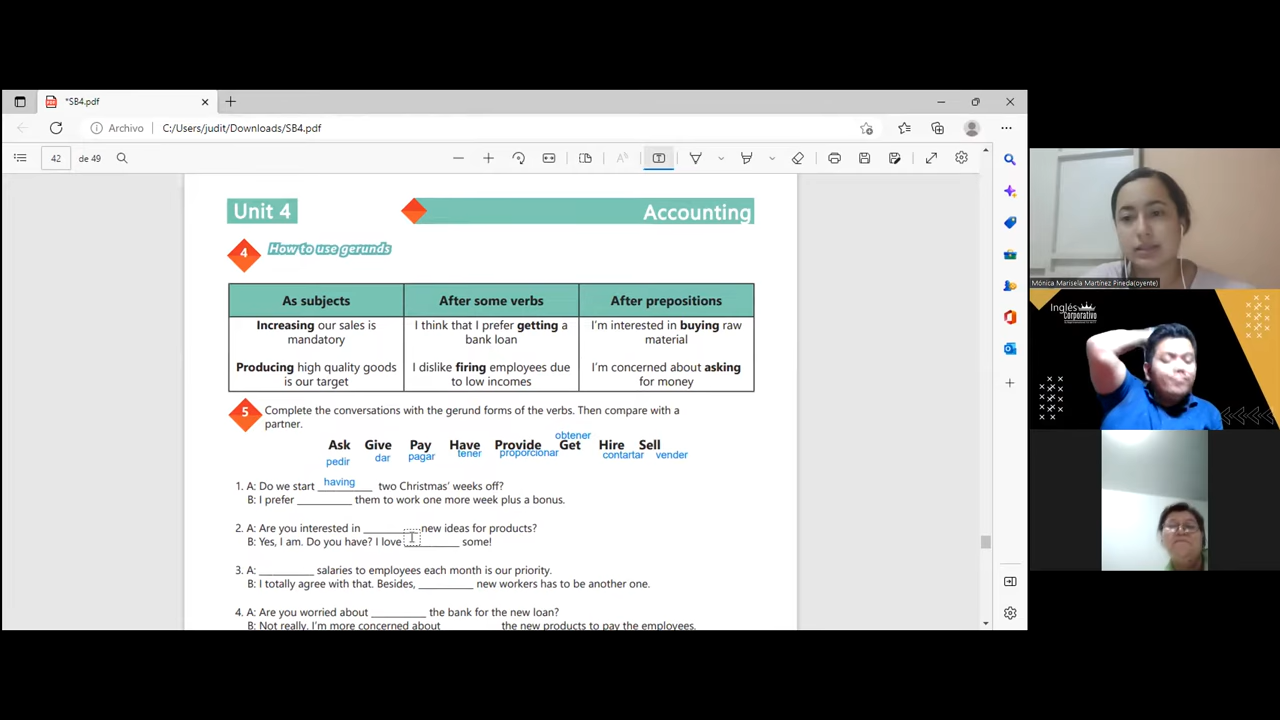 *SB4.pdf
Archivo
C:/Users/judit/Downloads/SB4.pdf
42
de 49
Unit 4
Accounting
4
How to use gerunds
As subjects
After some verbs
After prepositions
Increasing our sales is mandatory
I think that I prefer getting a bank loan
I'm interested in buying raw material
Producing high quality goods is our target
I dislike firing employees due to low incomes
I'm concerned about asking for money
5
Complete the conversations with the gerund forms of the verbs. Then compare with a
partner.
obtener
Ask Give Pay Have Provide Get Hire Sell
pedir dar pagar tener proporcionar contartar vender
having
1. A: Do we start __________ two Christmas' weeks off?
B: I prefer __________ them to work one more week plus a bonus.
2. A: Are you interested in __________ new ideas for products?
B: Yes, I am. Do you have? I love __________ some!
3. A: __________ salaries to employees each month is our priority.
B: I totally agree with that. Besides, __________ new workers has to be another one.
4. A: Are you worried about __________ the bank for the new loan?
B: Not really, I'm more concerned about __________ the new products to pay the employees.
Mónica Marisela Martínez Pineda(oyente)
Inglés
Corporativo